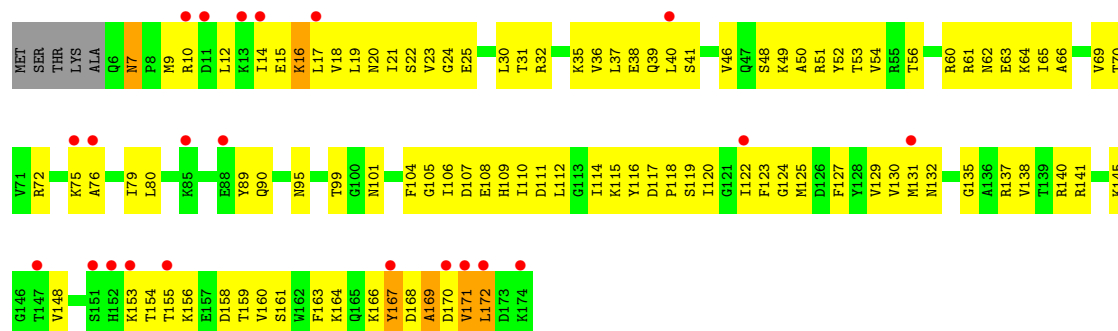 MET SER THR LYS ALA Q6 N7 P8 M9 R10 D11 L12 K13 I14 E15 K16 L17 V18 L19 N20 I21 S22 V23 G24 E25 L30 T31 R32 K35 V36 L37 E38 Q39 L40 S41 V46 Q47 S48 K49 A50 R51 Y52 T53 V54 R55 T56 R60 R61 N62 E63 K64 I65 A66 V69 T70
V71 R72 K75 A76 I79 L80 K85 E88 Y89 Q90 N95 T99 G100 N101 F104 G105 I106 D107 E108 H109 I110 D111 L112 G113 I114 K115 Y116 D117 P118 S119 I120 G121 I122 F123 G124 M125 D126 F127 Y128 V129 V130 M131 N132 G135 A136 R137 V138 T139 R140 R141 K145
G146 T147 V148 S151 H152 K153 T154 T155 K156 E157 D158 T159 V160 S161 W162 F163 K164 Q165 K166 Y167 D168 A169 D170 V171 L172 D173 K174